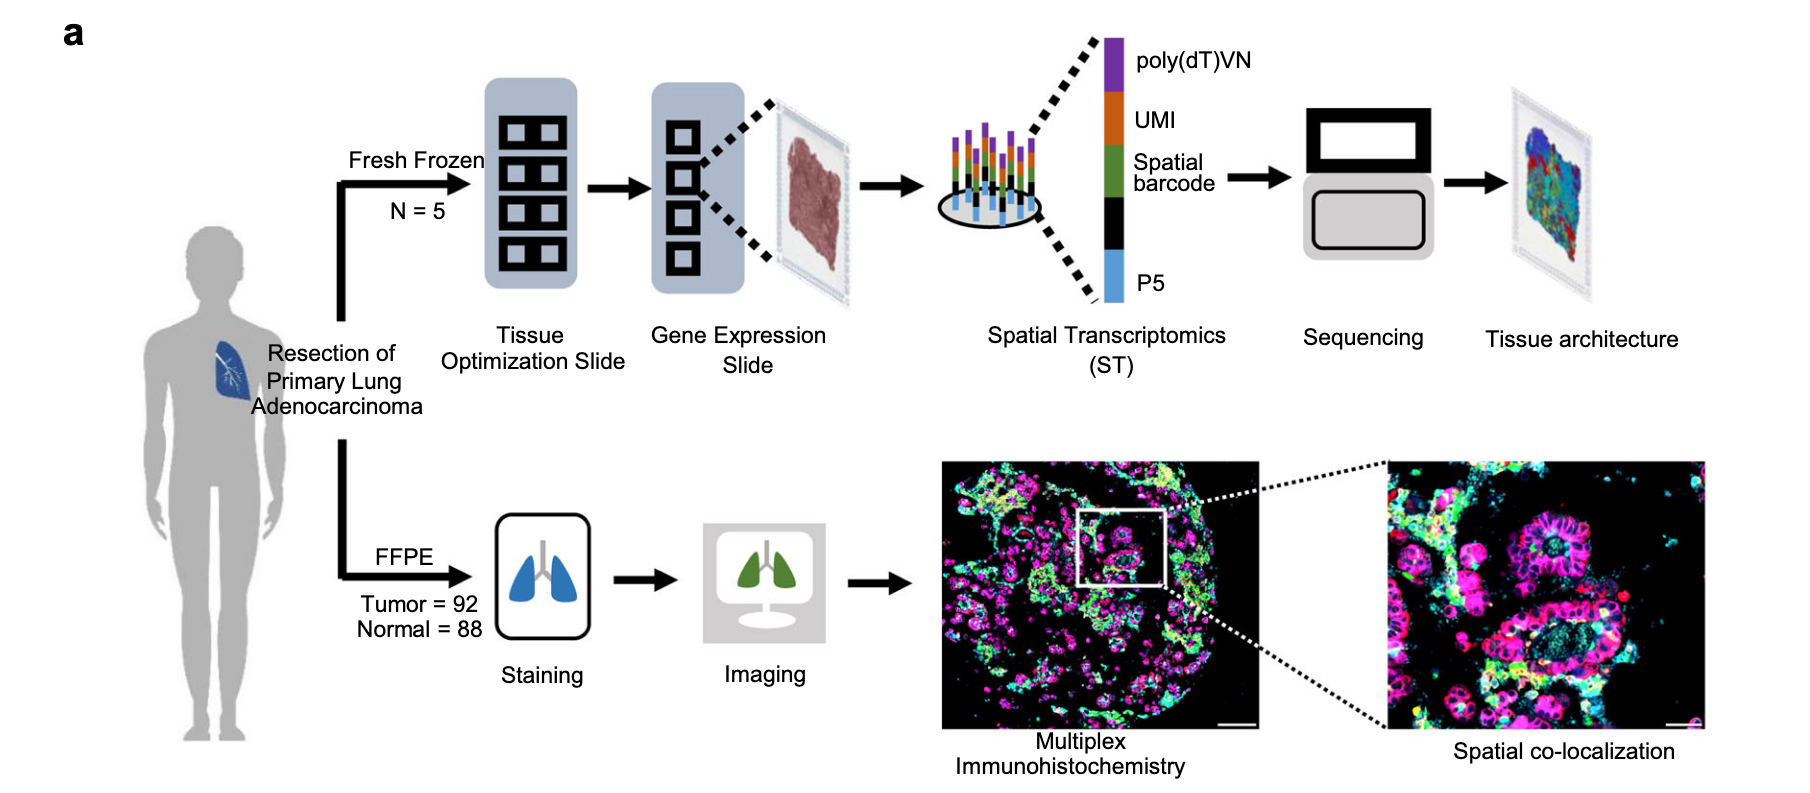 a
Fresh Frozen
N = 5
Resection of
Primary Lung
Adenocarcinoma
Tissue
Optimization Slide
Gene Expression
Slide
poly(dT)VN
UMI
Spatial
barcode
P5
Spatial Transcriptomics
(ST)
Sequencing
Tissue architecture
FFPE
Tumor = 92
Normal = 88
Staining
Imaging
Multiplex
Immunohistochemistry
Spatial co-localization